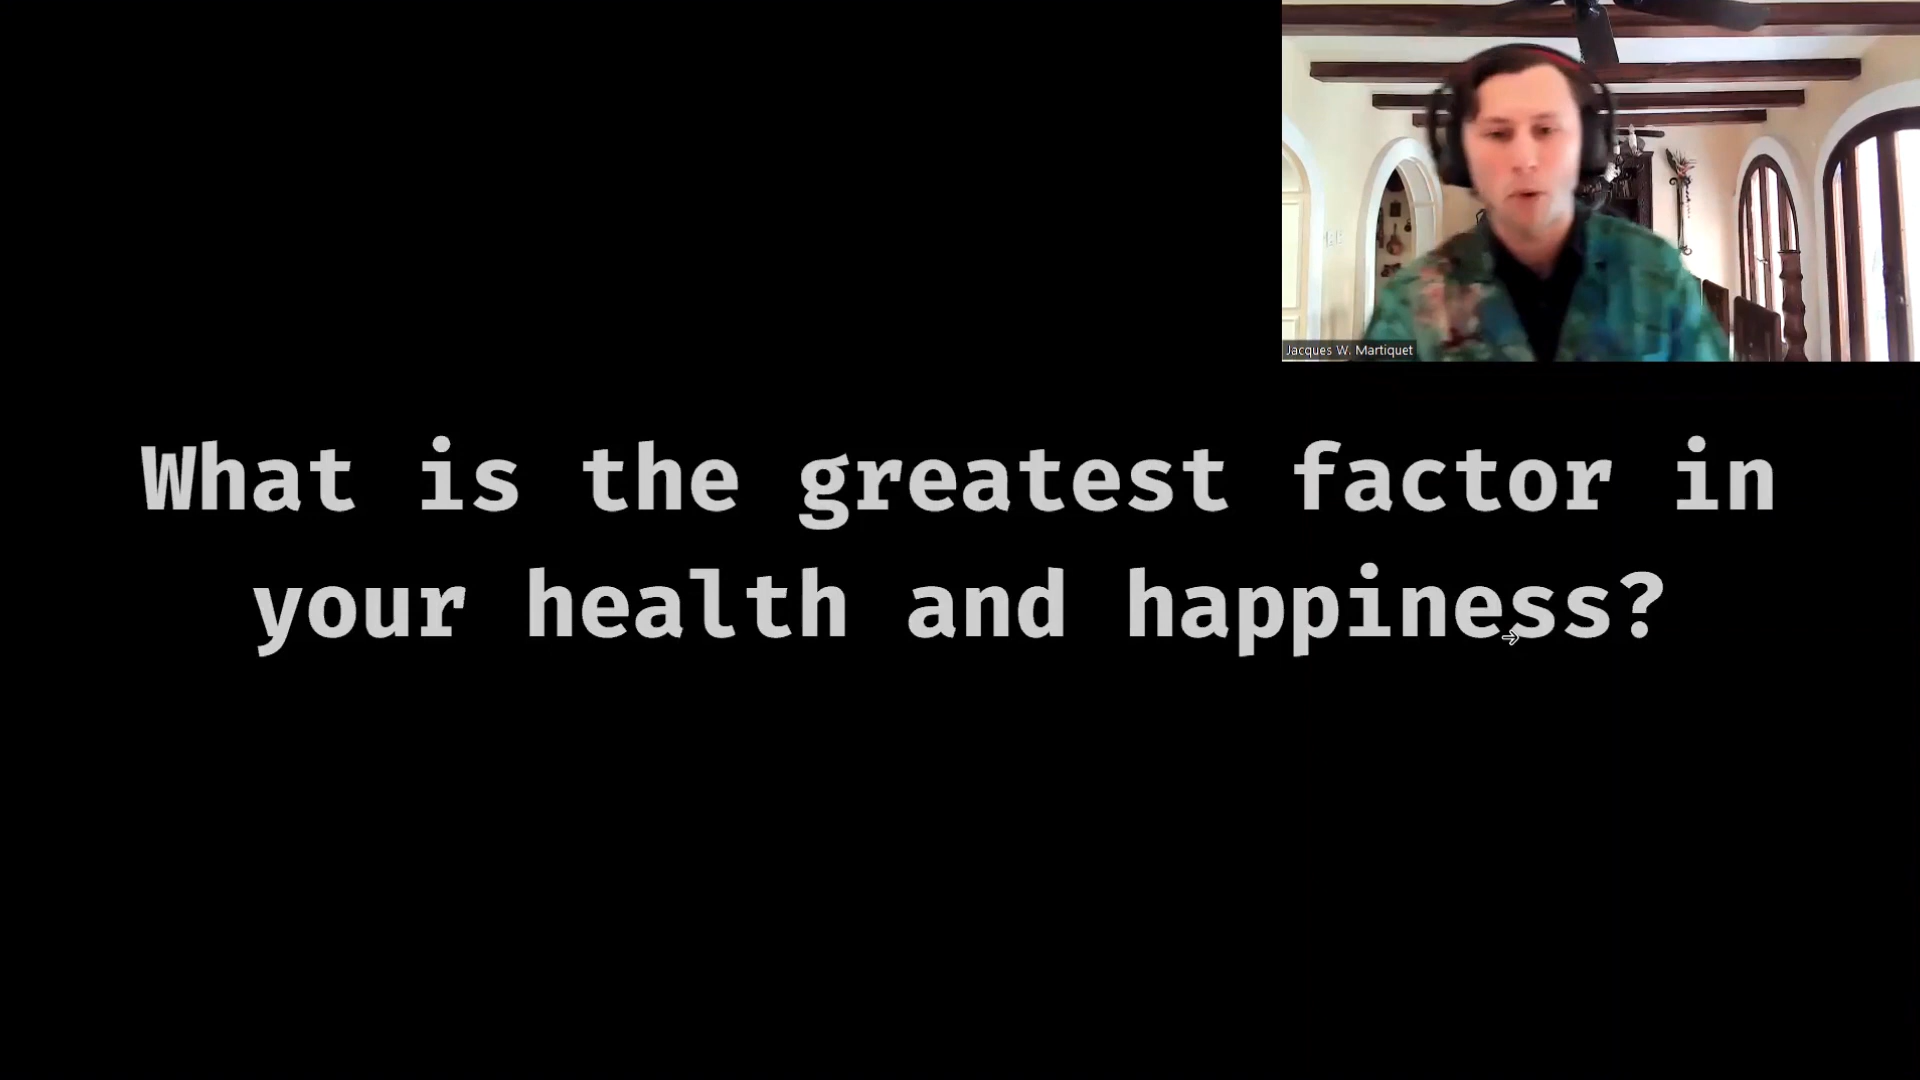 Jacques W. Martiquet
What is the greatest factor in
your health and happiness?